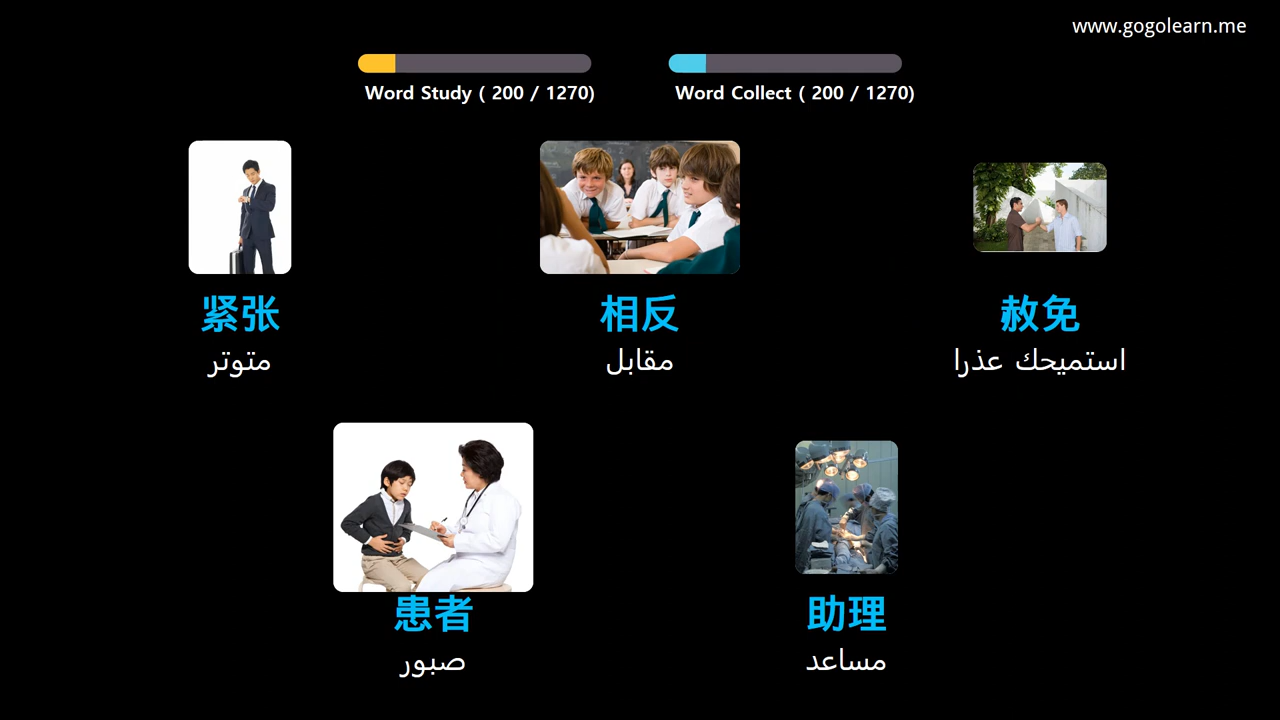 www.gogolearn.me
Word Study ( 200 / 1270)
Word Collect ( 200 / 1270)
紧张
متوتر
相反
مقابل
赦免
استميحك عذرا
患者
صبور
助理
مساعد